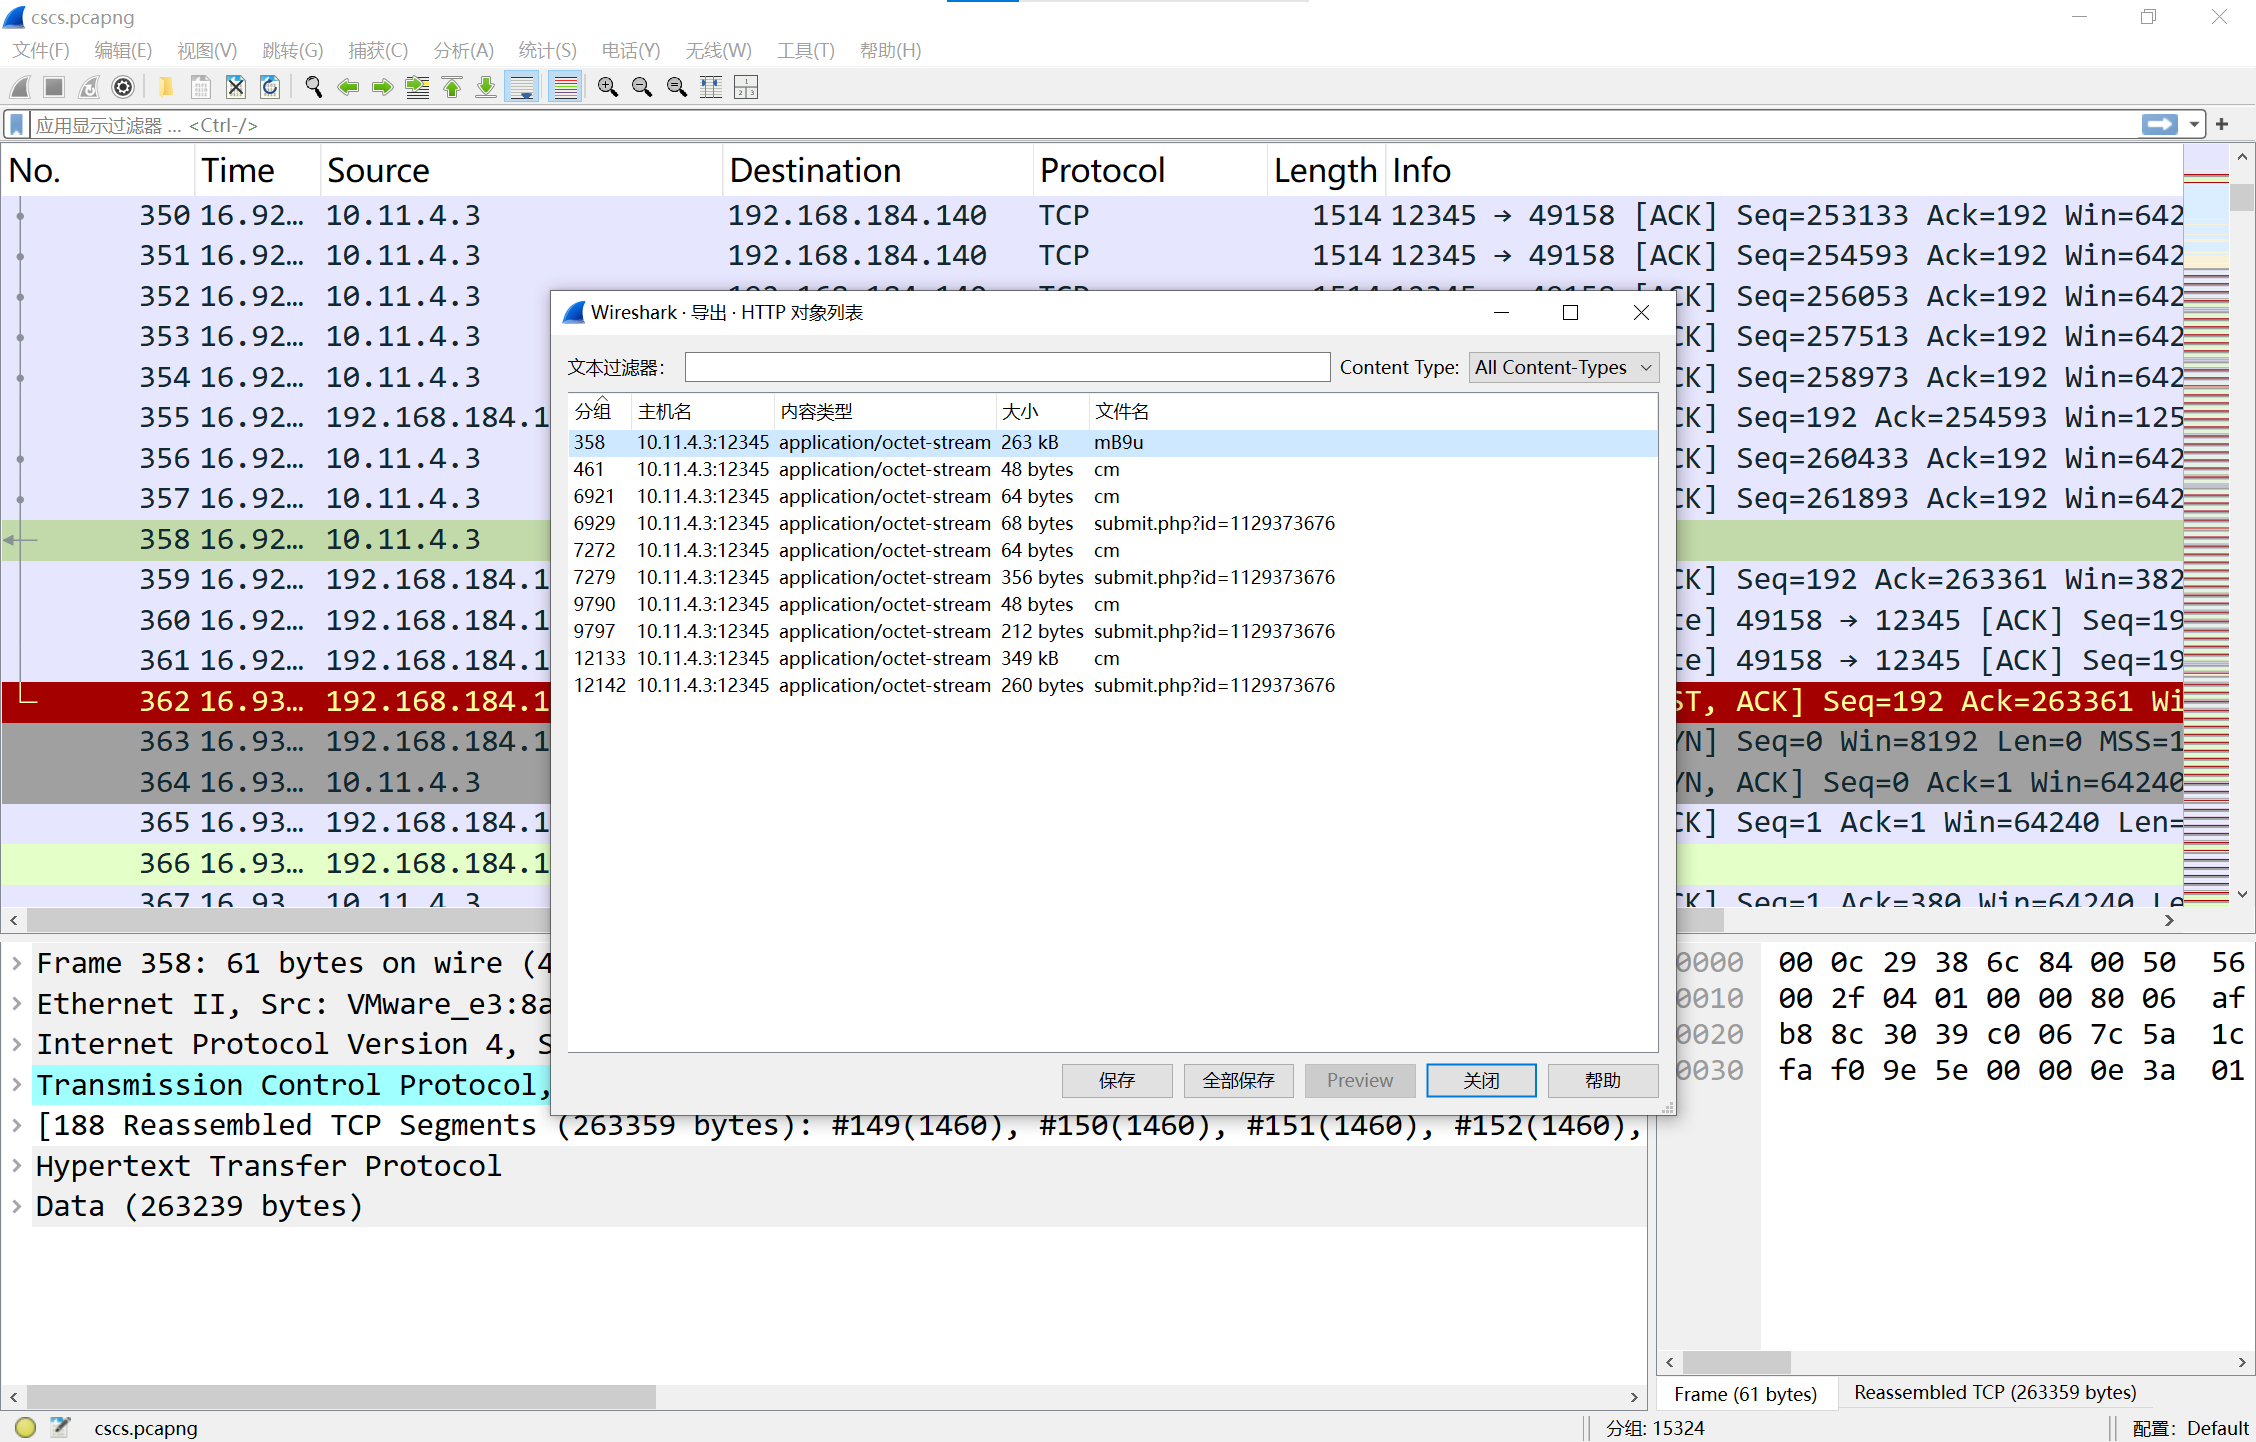 cscs.pcapng
文件(F) 编辑(E) 视图(V) 跳转(G) 捕获(C) 分析(A) 统计(S) 电话(Y) 无线(W) 工具(T) 帮助(H)
应用显示过滤器 … <Ctrl-/>
No. Time Source Destination Protocol Length Info
350 16.92… 10.11.4.3 192.168.184.140 TCP 1514 12345 → 49158 [ACK] Seq=253133 Ack=192 Win=642
351 16.92… 10.11.4.3 192.168.184.140 TCP 1514 12345 → 49158 [ACK] Seq=254593 Ack=192 Win=642
352 16.92… 10.11.4.3 CK] Seq=256053 Ack=192 Win=642
353 16.92… 10.11.4.3 CK] Seq=257513 Ack=192 Win=642
354 16.92… 10.11.4.3 CK] Seq=258973 Ack=192 Win=642
355 16.92… 192.168.184.1 CK] Seq=192 Ack=254593 Win=125
356 16.92… 10.11.4.3 CK] Seq=260433 Ack=192 Win=642
357 16.92… 10.11.4.3 CK] Seq=261893 Ack=192 Win=642
358 16.92… 10.11.4.3
359 16.92… 192.168.184.1 CK] Seq=192 Ack=263361 Win=382
360 16.92… 192.168.184.1 te] 49158 → 12345 [ACK] Seq=19
361 16.92… 192.168.184.1 te] 49158 → 12345 [ACK] Seq=19
362 16.93… 192.168.184.1 ST, ACK] Seq=192 Ack=263361 Wi
363 16.93… 192.168.184.1 YN] Seq=0 Win=8192 Len=0 MSS=1
364 16.93… 10.11.4.3 YN, ACK] Seq=0 Ack=1 Win=64240
365 16.93… 192.168.184.1 CK] Seq=1 Ack=1 Win=64240 Len=
366 16.93… 192.168.184.1
367 16.93 10.11.4.3 CK] Seq=1 Ack=380 Win=64240 Le
Wireshark · 导出 · HTTP 对象列表
文本过滤器： Content Type: All Content-Types
分组 主机名 内容类型 大小 文件名
358 10.11.4.3:12345 application/octet-stream 263 kB mB9u
461 10.11.4.3:12345 application/octet-stream 48 bytes cm
6921 10.11.4.3:12345 application/octet-stream 64 bytes cm
6929 10.11.4.3:12345 application/octet-stream 68 bytes submit.php?id=1129373676
7272 10.11.4.3:12345 application/octet-stream 64 bytes cm
7279 10.11.4.3:12345 application/octet-stream 356 bytes submit.php?id=1129373676
9790 10.11.4.3:12345 application/octet-stream 48 bytes cm
9797 10.11.4.3:12345 application/octet-stream 212 bytes submit.php?id=1129373676
12133 10.11.4.3:12345 application/octet-stream 349 kB cm
12142 10.11.4.3:12345 application/octet-stream 260 bytes submit.php?id=1129373676
保存 全部保存 Preview 关闭 帮助
Frame 358: 61 bytes on wire (4
Ethernet II, Src: VMware_e3:8a
Internet Protocol Version 4, S
Transmission Control Protocol,
[188 Reassembled TCP Segments (263359 bytes): #149(1460), #150(1460), #151(1460), #152(1460),
Hypertext Transfer Protocol
Data (263239 bytes)
0000 00 0c 29 38 6c 84 00 50 56
0010 00 2f 04 01 00 00 80 06 af
0020 b8 8c 30 39 c0 06 7c 5a 1c
0030 fa f0 9e 5e 00 00 0e 3a 01
Frame (61 bytes) Reassembled TCP (263359 bytes)
cscs.pcapng 分组: 15324 配置：Default